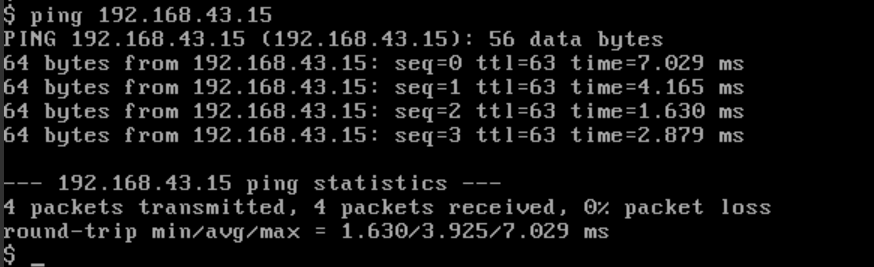 $ ping 192.168.43.15
PING 192.168.43.15 (192.168.43.15): 56 data bytes
64 bytes from 192.168.43.15: seq=0 ttl=63 time=7.029 ms
64 bytes from 192.168.43.15: seq=1 ttl=63 time=4.165 ms
64 bytes from 192.168.43.15: seq=2 ttl=63 time=1.630 ms
64 bytes from 192.168.43.15: seq=3 ttl=63 time=2.879 ms
--- 192.168.43.15 ping statistics ---
4 packets transmitted, 4 packets received, 0% packet loss
round-trip min/avg/max = 1.630/3.925/7.029 ms
$ _